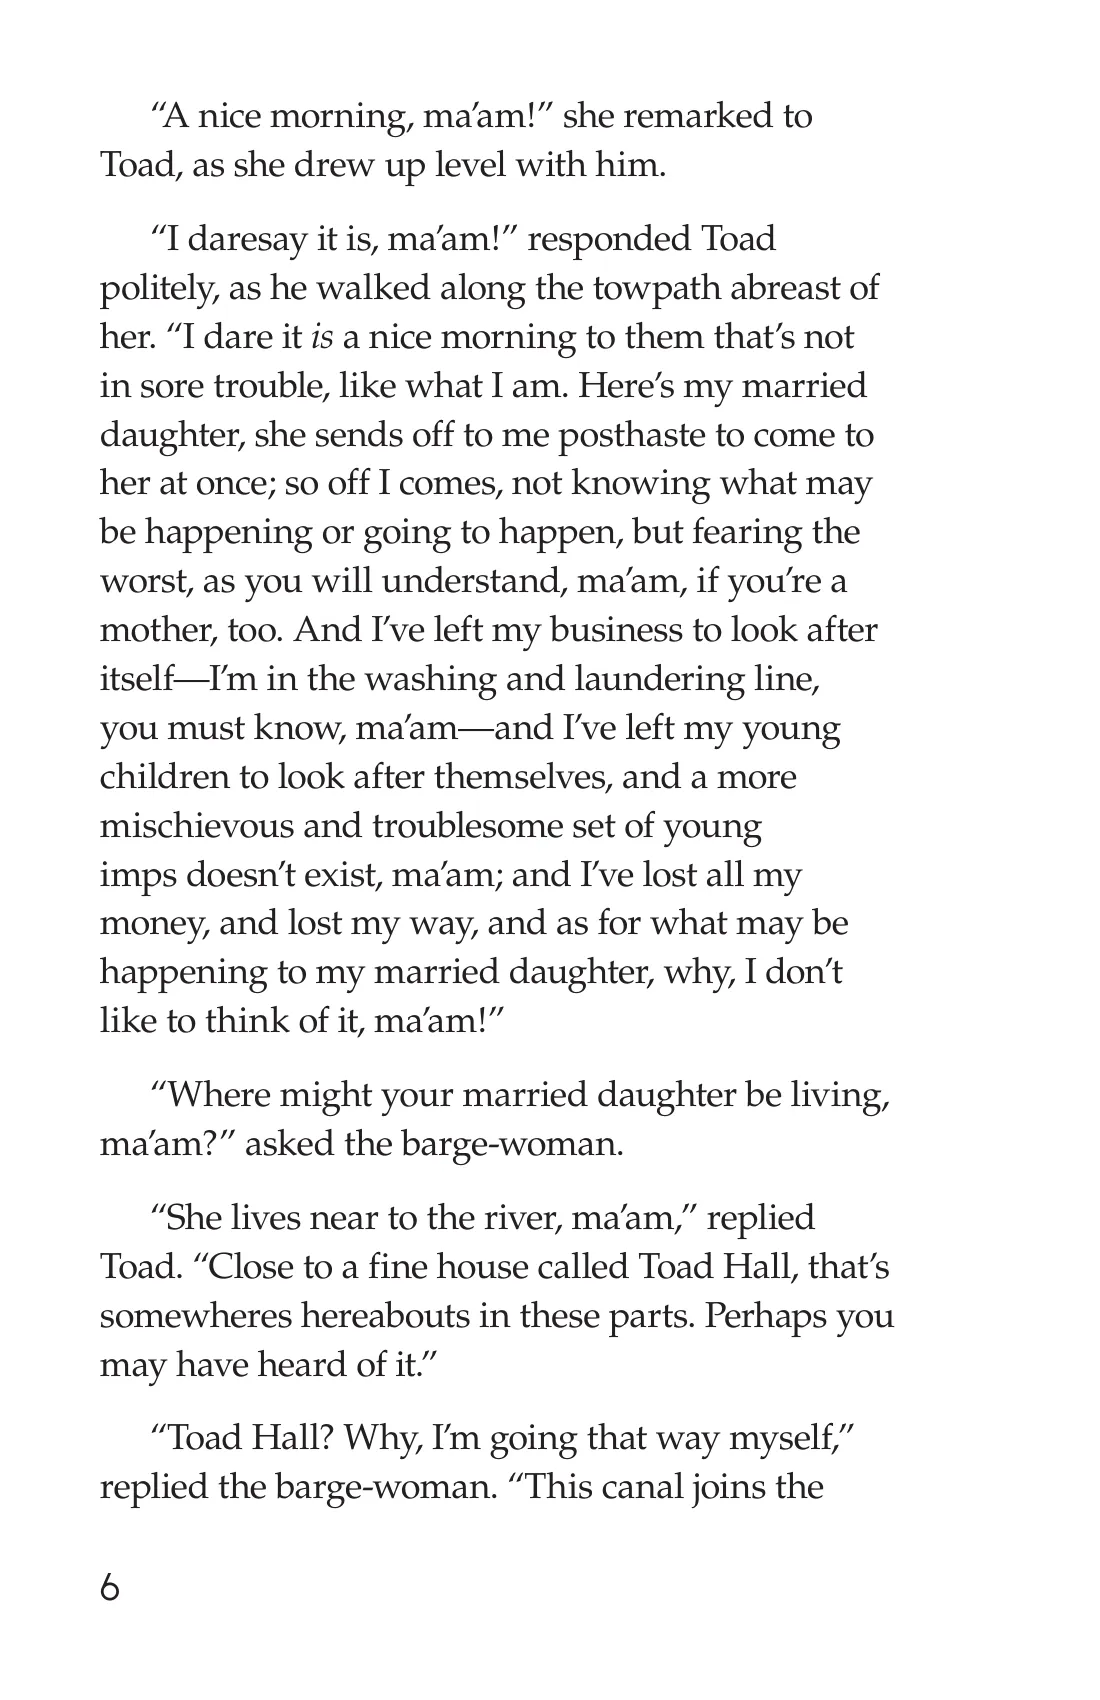 “A nice morning, ma’am!” she remarked to
Toad, as she drew up level with him.
“I daresay it is, ma’am!” responded Toad
politely, as he walked along the towpath abreast of
her. “I dare it is a nice morning to them that’s not
in sore trouble, like what I am. Here’s my married
daughter, she sends off to me posthaste to come to
her at once; so off I comes, not knowing what may
be happening or going to happen, but fearing the
worst, as you will understand, ma’am, if you’re a
mother, too. And I’ve left my business to look after
itself—I’m in the washing and laundering line,
you must know, ma’am—and I’ve left my young
children to look after themselves, and a more
mischievous and troublesome set of young
imps doesn’t exist, ma’am; and I’ve lost all my
money, and lost my way, and as for what may be
happening to my married daughter, why, I don’t
like to think of it, ma’am!”
“Where might your married daughter be living,
ma’am?” asked the barge-woman.
“She lives near to the river, ma’am,” replied
Toad. “Close to a fine house called Toad Hall, that’s
somewheres hereabouts in these parts. Perhaps you
may have heard of it.”
“Toad Hall? Why, I’m going that way myself,”
replied the barge-woman. “This canal joins the
6